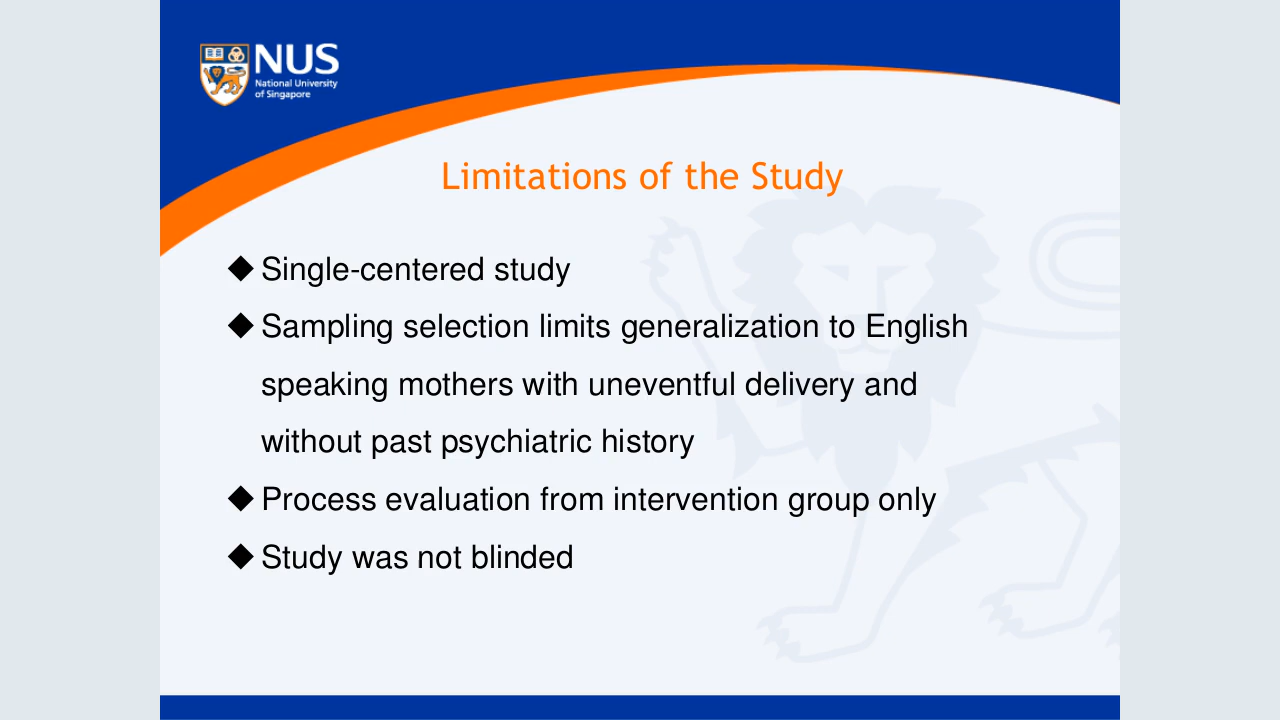 NUS
National University
of Singapore
Limitations of the Study
◆ Single-centered study
◆ Sampling selection limits generalization to English
speaking mothers with uneventful delivery and
without past psychiatric history
◆ Process evaluation from intervention group only
◆ Study was not blinded